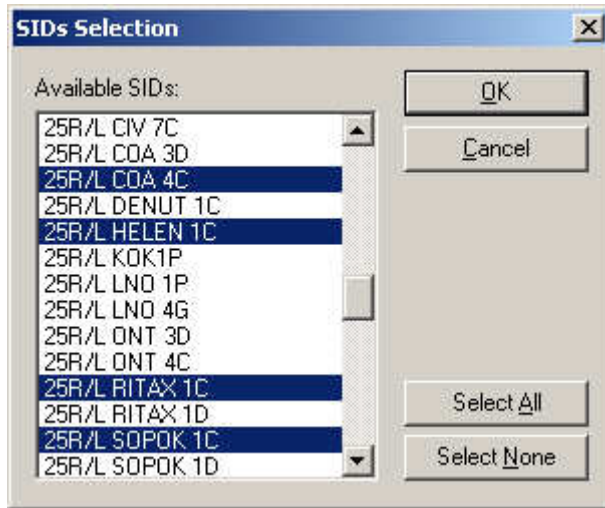 SIDs Selection
Available SIDs:
25R/L CIV 7C
25R/L COA 3D
25R/L COA 4C
25R/L DENUT 1C
25R/L HELEN 1C
25R/L KOK1P
25R/L LNO 1P
25R/L LNO 4G
25R/L ONT 3D
25R/L ONT 4C
25R/L RITAX 1C
25R/L RITAX 1D
25R/L SOPOK 1C
25R/L SOPOK 1D
OK
Cancel
Select All
Select None